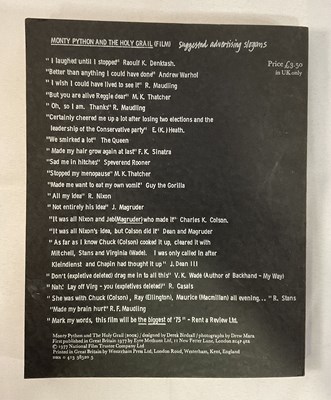 MONTY PYTHON AND THE HOLY GRAIL (FILM) Suggested advertising slogans
Price £3.50
in UK only
" I laughed until I stopped" Raoulf K. Denktash.
"Better than anything I could have done" Andrew Warhol
" I wish I could have lived to see it" R. Maudling
"But you are alive Reggie dear" M.K. Thatcher
" Oh, so I am. Thanks" R. Maudling
"Certainly cheered me up a lot after losing two elections and the
leadership of the Conservative party" E.(K.) Heath.
"We smirked a lot" The Queen
"Made my hair grow again at last" F.K. Sinatra
"Sad me in hitlers" Speverend Rooner
"Stopped my menopause" M.K. Thatcher
"Made me want to eat my own vomit" Guy the Gorilla
" All my idea" R. Nixon
"Not entirely his idea" J. Magruder
"It was all Nixon and Jeb(Magruder) who made it" Charles K. Colson.
"It was all Nixon's idea, but Colson did it" Dean and Magruder
" As far as I know Chuck (Colson) cooked it up, cleared it with
Mitchell, Stans and Virginia (Wade). I was only called in after
Kleindienst and Chapin had thought it up" J. Dean III
" Don't (expletive deleted) drag me in to all this" V. K. Wade (Author of Backhand - My Way)
"Nah! Lay off Virg - you (expletives deleted)!" R. Casals
" She was with Chuck (Colson), Ray (Ellington), Maurice (Macmillan) all evening..." R. Stans
"Made my brain hurt" R.F. Maudling
" Mark my words, this film will be the biggest of '75" - Rent a Review Ltd.
Monty Python and The Holy Grail (Book) / designed by Derek Birdsall / photographs by Drew Mara
First published in Great Britain 1977 by Eyre Methuen Ltd, 11 New Fetter Lane, London EC4P 4EE
© 1977 National Film Trustee Company Ltd
Printed in Great Britain by Westerham Press Ltd, London Road, Westerham, Kent, England
ISBN 0 413 38520 5